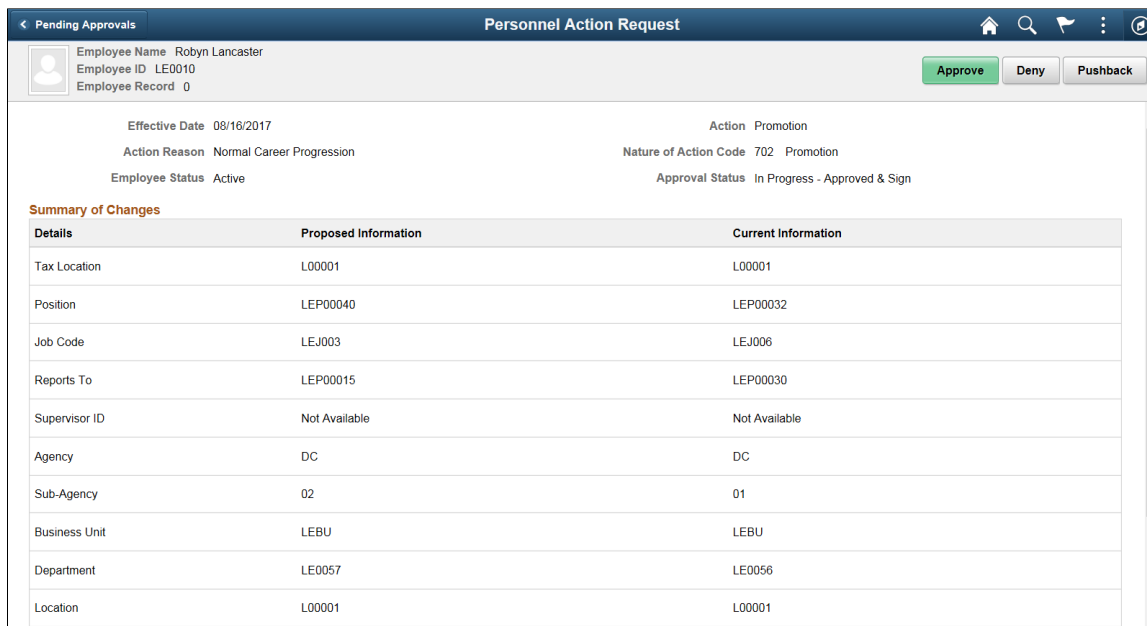 Pending Approvals
Personnel Action Request
Employee Name Robyn Lancaster
Employee ID LE0010
Employee Record 0
Approve Deny Pushback
Effective Date 08/16/2017 Action Promotion
Action Reason Normal Career Progression Nature of Action Code 702 Promotion
Employee Status Active Approval Status In Progress - Approved & Sign
Summary of Changes
Details Proposed Information Current Information
Tax Location L00001 L00001
Position LEP00040 LEP00032
Job Code LEJ003 LEJ006
Reports To LEP00015 LEP00030
Supervisor ID Not Available Not Available
Agency DC DC
Sub-Agency 02 01
Business Unit LEBU LEBU
Department LE0057 LE0056
Location L00001 L00001